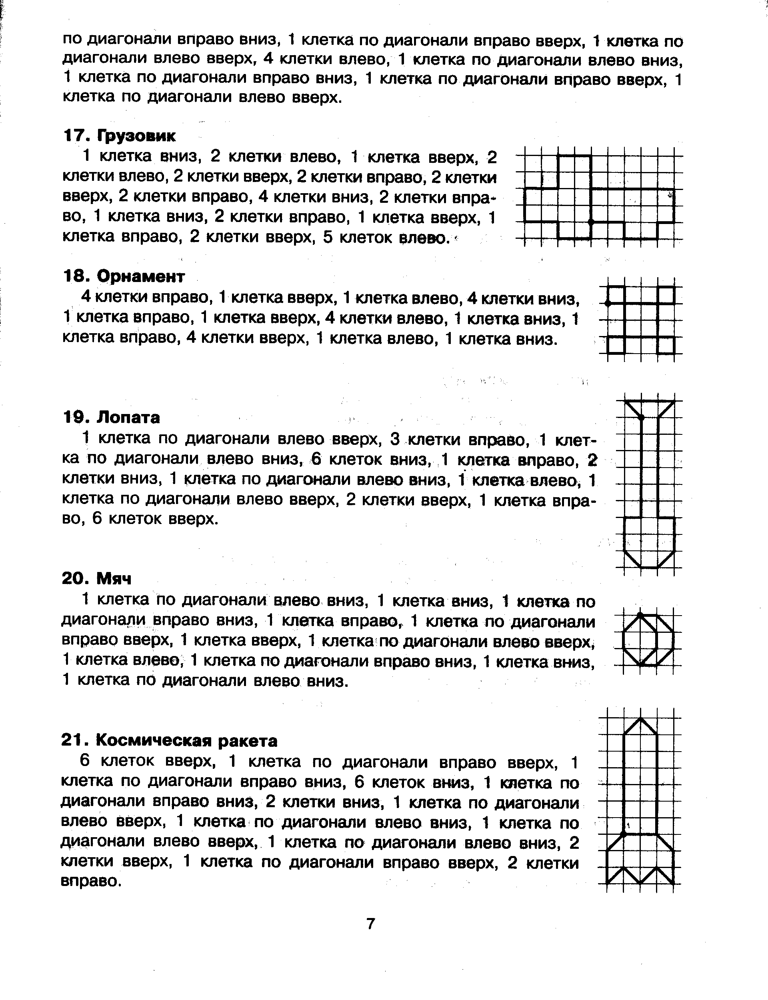 по диагонали вправо вниз, 1 клетка по диагонали вправо вверх, 1 клетка по
диагонали влево вверх, 4 клетки влево, 1 клетка по диагонали влево вниз,
1 клетка по диагонали вправо вниз, 1 клетка по диагонали вправо вверх, 1
клетка по диагонали влево вверх.
17. Грузовик
1 клетка вниз, 2 клетки влево, 1 клетка вверх, 2
клетки влево, 2 клетки вверх, 2 клетки вправо, 2 клетки
вверх, 2 клетки вправо, 4 клетки вниз, 2 клетки впра-
во, 1 клетка вниз, 2 клетки вправо, 1 клетка вверх, 1
клетка вправо, 2 клетки вверх, 5 клеток влево.
18. Орнамент
4 клетки вправо, 1 клетка вверх, 1 клетка влево, 4 клетки вниз,
1 клетка вправо, 1 клетка вверх, 4 клетки влево, 1 клетка вниз, 1
клетка вправо, 4 клетки вверх, 1 клетка влево, 1 клетка вниз.
19. Лопата
1 клетка по диагонали влево вверх, 3 клетки вправо, 1 клет-
ка по диагонали влево вниз, 6 клеток вниз, 1 клетка вправо, 2
клетки вниз, 1 клетка по диагонали влево вниз, 1 клетка влево, 1
клетка по диагонали влево вверх, 2 клетки вверх, 1 клетка впра-
во, 6 клеток вверх.
20. Мяч
1 клетка по диагонали влево вниз, 1 клетка вниз, 1 клетка по
диагонали вправо вниз, 1 клетка вправо, 1 клетка по диагонали
вправо вверх, 1 клетка вверх, 1 клетка по диагонали влево вверх,
1 клетка влево, 1 клетка по диагонали вправо вниз, 1 клетка вниз,
1 клетка по диагонали влево вниз.
21. Космическая ракета
6 клеток вверх, 1 клетка по диагонали вправо вверх, 1
клетка по диагонали вправо вниз, 6 клеток вниз, 1 клетка по
диагонали вправо вниз, 2 клетки вниз, 1 клетка по диагонали
влево вверх, 1 клетка по диагонали влево вниз, 1 клетка по
диагонали влево вверх, 1 клетка по диагонали влево вниз, 2
клетки вверх, 1 клетка по диагонали вправо вверх, 2 клетки
вправо.
7